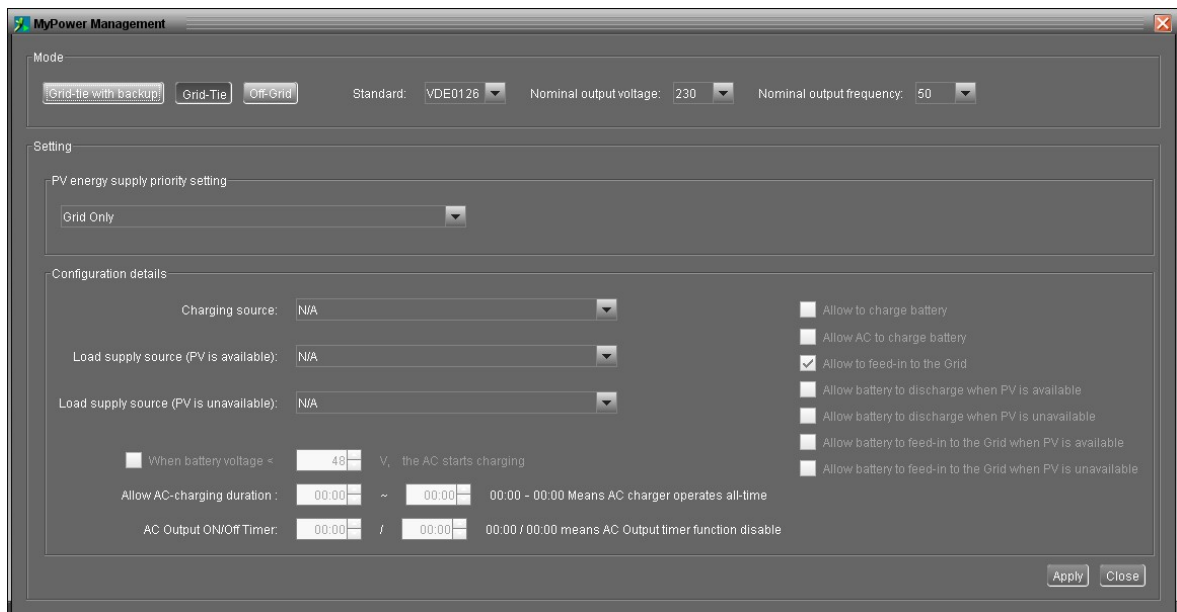 MyPower Management
Mode
Grid-tie with backup Grid-Tie Off-Grid Standard: VDE0126 Nominal output voltage: 230 Nominal output frequency: 50
Setting
PV energy supply priority setting
Grid Only
Configuration details
Charging source: N/A
Load supply source (PV is available): N/A
Load supply source (PV is unavailable): N/A
When battery voltage < 48 V, the AC starts charging
Allow AC-charging duration : 00:00 ~ 00:00 00:00 - 00:00 Means AC charger operates all-time
AC Output ON/Off Timer: 00:00 / 00:00 00:00 / 00:00 means AC Output timer function disable
Allow to charge battery
Allow AC to charge battery
Allow to feed-in to the Grid
Allow battery to discharge when PV is available
Allow battery to discharge when PV is unavailable
Allow battery to feed-in to the Grid when PV is available
Allow battery to feed-in to the Grid when PV is unavailable
Apply Close